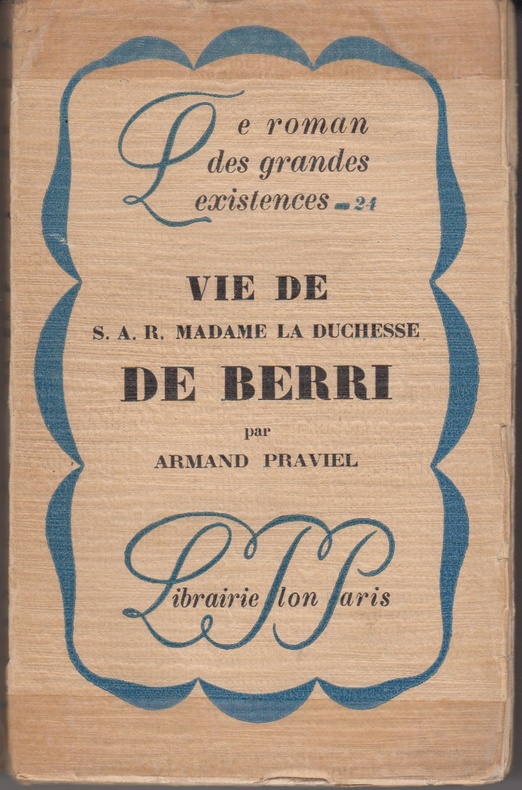 Le roman
des grandes
existences - 24
VIE DE
S. A. R. MADAME LA DUCHESSE
DE BERRI
par
ARMAND PRAVIEL
Librairie Plon Paris